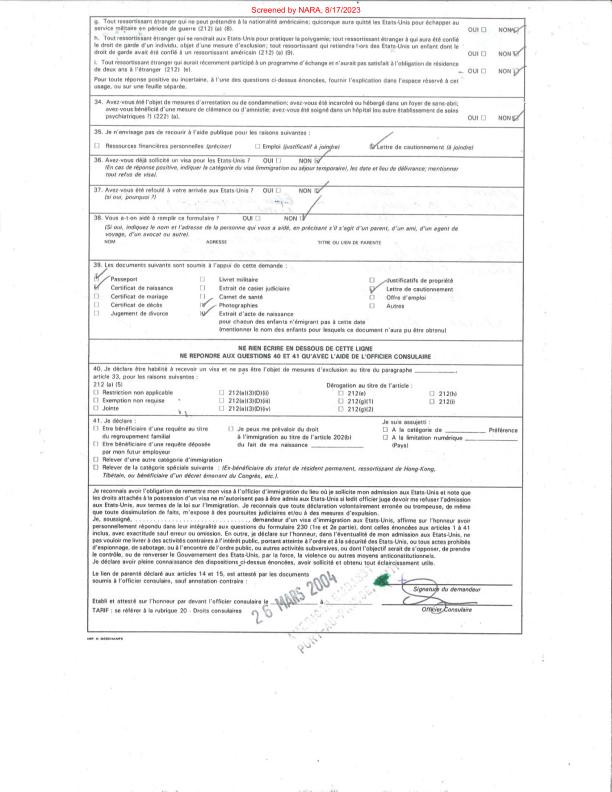 Screened by NARA, 8/17/2023
g. Tout ressortissant étranger qui ne peut prétendre à la nationalité américaine; quiconque aura quitté les Etats-Unis pour échapper au
service militaire en période de guerre (212) (a) (8). OUI ☐ NON ☑
h. Tout ressortissant étranger qui se rendrait aux Etats-Unis pour pratiquer la polygamie; tout ressortissant étranger à qui aura été confié
le droit de garde d'un individu, objet d'une mesure d'exclusion; tout ressortissant qui retiendra hors des Etats-Unis un enfant dont le
droit de garde avait été confié à un ressortissant américain (212) (a) (9). OUI ☐ NON ☑
i. Tout ressortissant étranger qui aurait récemment participé à un programme d'échange et n'aurait pas satisfait à l'obligation de résidence
de deux ans à l'étranger (212) (e). OUI ☐ NON ☑
Pour toute réponse positive ou incertaine, à l'une des questions ci-dessus énoncées, fournir l'explication dans l'espace réservé à cet
usage, ou sur une feuille séparée.
34. Avez-vous été l'objet de mesures d'arrestation ou de condamnation; avez-vous été incarcéré ou hébergé dans un foyer de sans-abri;
avez-vous bénéficié d'une mesure de clémence ou d'amnistie; avez-vous été soigné dans un hôpital (ou autre établissement de soins
psychiatriques ?) (222) (a). OUI ☐ NON ☑
35. Je n'envisage pas de recourir à l'aide publique pour les raisons suivantes :
☐ Ressources financières personnelles (préciser) ☐ Emploi (justificatif à joindre) ☑ Lettre de cautionnement (à joindre)
36. Avez-vous déjà sollicité un visa pour les Etats-Unis ? OUI ☐ NON ☑
(En cas de réponse positive, indiquer la catégorie du visa (immigration ou séjour temporaire), les date et lieu de délivrance; mentionner
tout refus de visa).
37. Avez-vous été refoulé à votre arrivée aux Etats-Unis ? OUI ☐ NON ☑
(si oui, pourquoi ?)
38. Vous a-t-on aidé à remplir ce formulaire ? OUI ☐ NON ☑
(Si oui, indiquez le nom et l'adresse de la personne qui vous a aidé, en précisant s'il s'agit d'un parent, d'un ami, d'un agent de
voyage, d'un avocat ou autre).
NOM ADRESSE TITRE OU LIEN DE PARENTE
39. Les documents suivants sont soumis à l'appui de cette demande :
☑ Passeport ☐ Livret militaire ☐ Justificatifs de propriété
☑ Certificat de naissance ☐ Extrait de casier judiciaire ☑ Lettre de cautionnement
☐ Certificat de mariage ☐ Carnet de santé ☐ Offre d'emploi
☐ Certificat de décès ☑ Photographies ☐ Autres
☐ Jugement de divorce ☑ Extrait d'acte de naissance
pour chacun des enfants n'émigrant pas à cette date
(mentionner le nom des enfants pour lesquels ce document n'aura pu être obtenu)
NE RIEN ECRIRE EN DESSOUS DE CETTE LIGNE
NE REPONDRE AUX QUESTIONS 40 ET 41 QU'AVEC L'AIDE DE L'OFFICIER CONSULAIRE
40. Je déclare être habilité à recevoir un visa et ne pas être l'objet de mesures d'exclusion au titre du paragraphe ________,
article 33, pour les raisons suivantes :
212 (a) (5) Dérogation au titre de l'article :
☐ Restriction non applicable ☐ 212(a)(3)(D)(ii) ☐ 212(e) ☐ 212(h)
☐ Exemption non requise ☐ 212(a)(3)(D)(iii) ☐ 212(g)(1) ☐ 212(i)
☐ Jointe ☐ 212(a)(3)(D)(iv) ☐ 212(g)(2)
41. Je déclare : Je suis assujetti :
☐ Etre bénéficiaire d'une requête au titre ☐ Je peux me prévaloir du droit ☐ A la catégorie de ________ Préférence
du regroupement familial à l'immigration au titre de l'article 202(b) ☐ A la limitation numérique ________
☐ Etre bénéficiaire d'une requête déposée du fait de ma naissance ________ (Pays)
par mon futur employeur
☐ Relever d'une autre catégorie d'immigration
☐ Relever de la catégorie spéciale suivante : (Ex-bénéficiaire du statut de résident permanent, ressortissant de Hong-Kong,
Tibétain, ou bénéficiaire d'un décret émanant du Congrès, etc.).
Je reconnais avoir l'obligation de remettre mon visa à l'officier d'immigration du lieu où je sollicite mon admission aux Etats-Unis et note que
les droits attachés à la possession d'un visa ne m'autorisent pas à être admis aux Etats-Unis si ledit officier juge devoir me refuser l'admission
aux Etats-Unis, aux termes de la loi sur l'Immigration. Je reconnais que toute déclaration volontairement erronée ou trompeuse, de même
que toute dissimulation de faits, m'expose à des poursuites judiciaires et/ou à des mesures d'expulsion.
Je, soussigné, ........................, demandeur d'un visa d'immigration aux Etats-Unis, affirme sur l'honneur avoir
personnellement répondu dans leur intégralité aux questions du formulaire 230 (1re et 2e partie), dont celles énoncées aux articles 1 à 41
inclus, avec exactitude sauf erreur ou omission. En outre, je déclare sur l'honneur, dans l'éventualité de mon admission aux Etats-Unis, ne
pas vouloir me livrer à des activités contraires à l'intérêt public, portant atteinte à l'ordre et à la sécurité des Etats-Unis, ou tous actes prohibés
d'espionnage, de sabotage, ou à l'encontre de l'ordre public, ou autres activités subversives, ou dont l'objectif serait de s'opposer, de prendre
le contrôle, ou de renverser le Gouvernement des Etats-Unis, par la force, la violence ou autres moyens anticonstitutionnels.
Je déclare avoir pleine connaissance des dispositions ci-dessus énoncées, avoir sollicité et obtenu tout éclaircissement utile.
Le lien de parenté déclaré aux articles 14 et 15, est attesté par les documents
soumis à l'officier consulaire, sauf annotation contraire :
Signature du demandeur
Etabli et attesté sur l'honneur par devant l'officier consulaire le
26 MARS 2004
TARIF : se référer à la rubrique 20 - Droits consulaires
Officier Consulaire